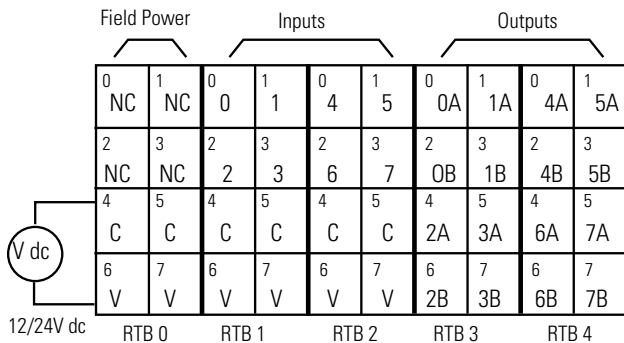 Field Power Inputs Outputs
0 1 0 1 0 1 0 1 0 1
NC NC 0 1 4 5 0A 1A 4A 5A
2 3 2 3 2 3 2 3 2 3
NC NC 2 3 6 7 0B 1B 4B 5B
4 5 4 5 4 5 4 5 4 5
C C C C C C 2A 3A 6A 7A
V dc
6 7 6 7 6 7 6 7 6 7
V V V V V V 2B 3B 6B 7B
12/24V dc RTB 0 RTB 1 RTB 2 RTB 3 RTB 4